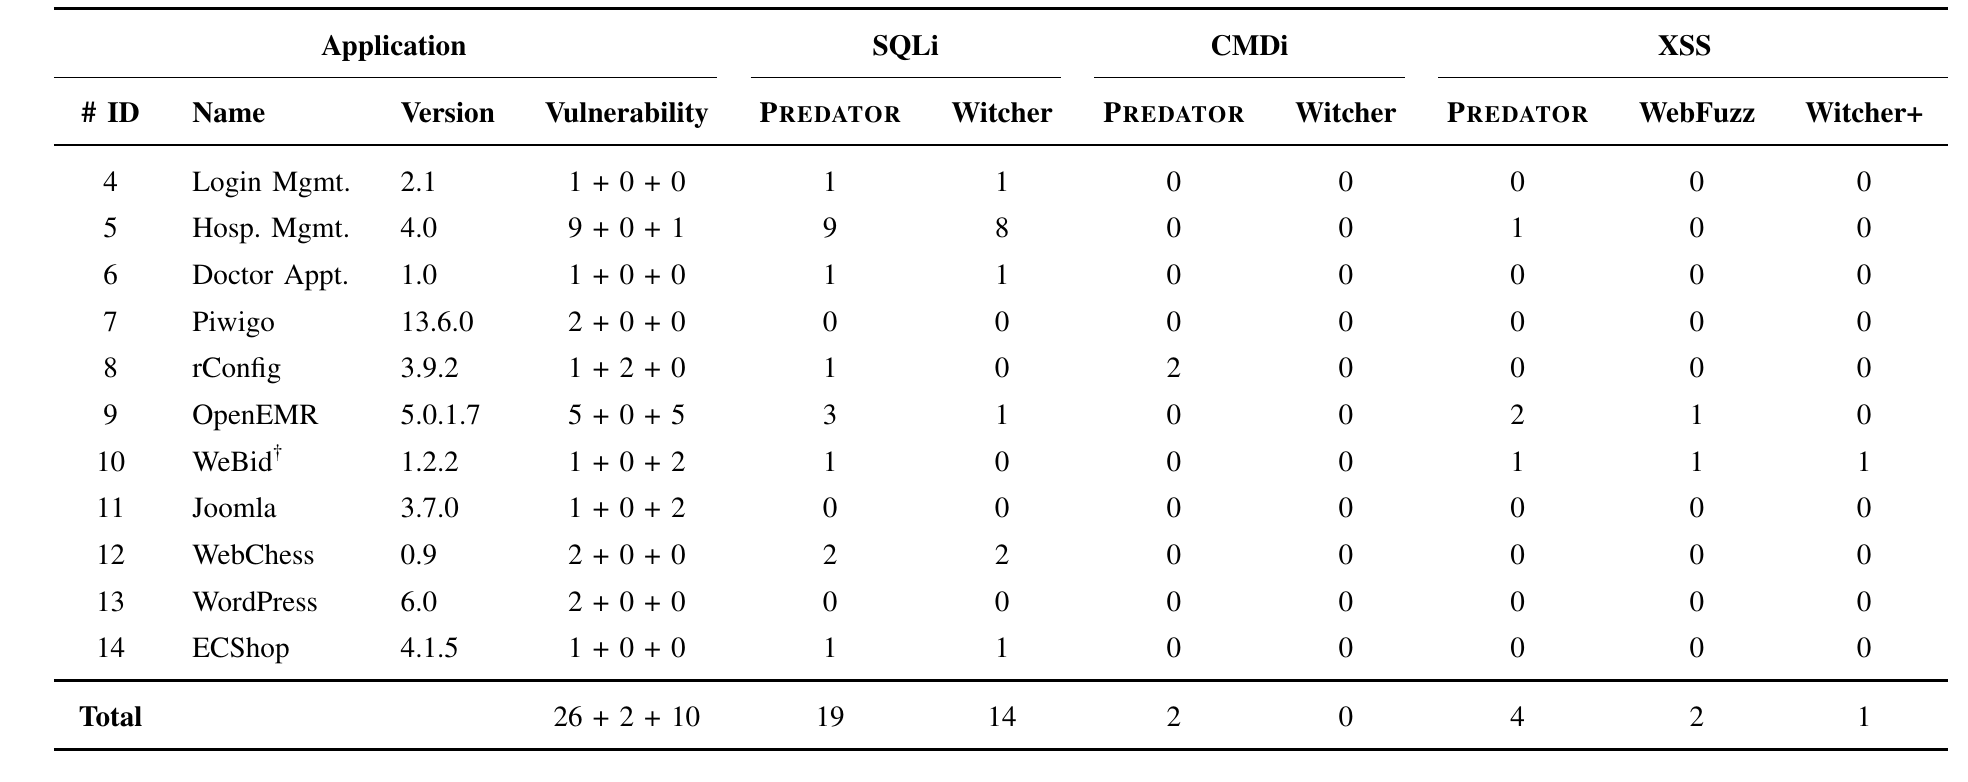 Application SQLi CMDi XSS
# ID Name Version Vulnerability PREDATOR Witcher PREDATOR Witcher PREDATOR WebFuzz Witcher+
4 Login Mgmt. 2.1 1 + 0 + 0 1 1 0 0 0 0 0
5 Hosp. Mgmt. 4.0 9 + 0 + 1 9 8 0 0 1 0 0
6 Doctor Appt. 1.0 1 + 0 + 0 1 1 0 0 0 0 0
7 Piwigo 13.6.0 2 + 0 + 0 0 0 0 0 0 0 0
8 rConfig 3.9.2 1 + 2 + 0 1 0 2 0 0 0 0
9 OpenEMR 5.0.1.7 5 + 0 + 5 3 1 0 0 2 1 0
10 WeBid† 1.2.2 1 + 0 + 2 1 0 0 0 1 1 1
11 Joomla 3.7.0 1 + 0 + 2 0 0 0 0 0 0 0
12 WebChess 0.9 2 + 0 + 0 2 2 0 0 0 0 0
13 WordPress 6.0 2 + 0 + 0 0 0 0 0 0 0 0
14 ECShop 4.1.5 1 + 0 + 0 1 1 0 0 0 0 0
Total 26 + 2 + 10 19 14 2 0 4 2 1